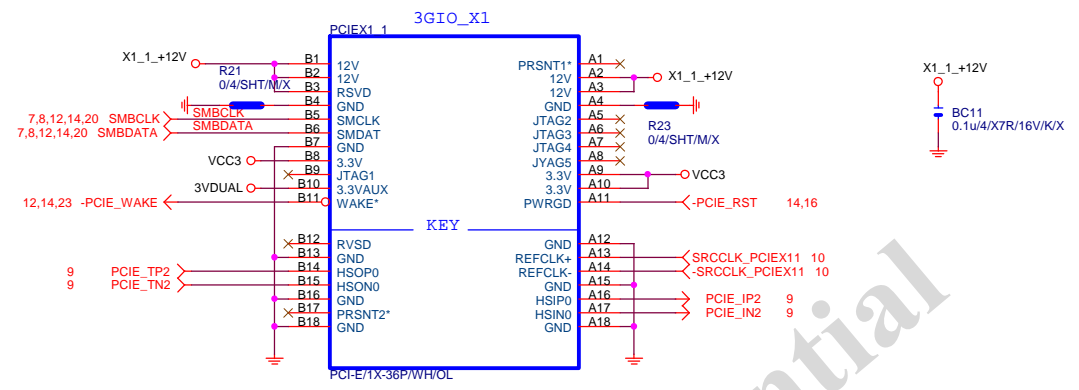 3GIO_X1
PCIEX1_1
X1_1_+12V
R21
0/4/SHT/M/X
B1 12V
B2 12V
B3 RSVD
B4 GND
7,8,12,14,20 SMBCLK SMBCLK B5 SMCLK
7,8,12,14,20 SMBDATA SMBDATA B6 SMDAT
B7 GND
VCC3 B8 3.3V
B9 JTAG1
3VDUAL B10 3.3VAUX
12,14,23 -PCIE_WAKE B11 WAKE*
KEY
B12 RVSD
B13 GND
9 PCIE_TP2 B14 HSOP0
9 PCIE_TN2 B15 HSON0
B16 GND
B17 PRSNT2*
B18 GND
PRSNT1* A1
12V A2 X1_1_+12V
12V A3
GND A4
R23
0/4/SHT/M/X
JTAG2 A5
JTAG3 A6
JTAG4 A7
JYAG5 A8
3.3V A9 VCC3
3.3V A10
PWRGD A11 -PCIE_RST 14,16
GND A12
REFCLK+ A13 SRCCLK_PCIEX11 10
REFCLK- A14 -SRCCLK_PCIEX11 10
GND A15
HSIP0 A16 PCIE_IP2 9
HSIN0 A17 PCIE_IN2 9
GND A18
PCI-E/1X-36P/WH/OL
X1_1_+12V
BC11
0.1u/4/X7R/16V/K/X
ential